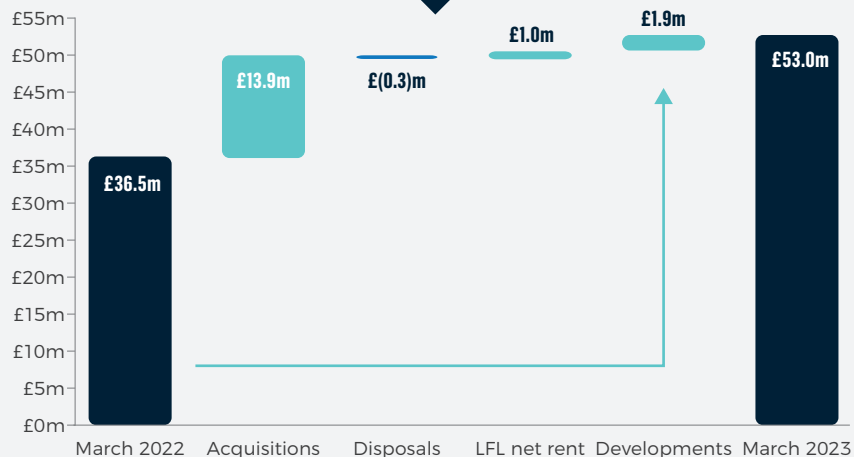 £55m
£50m
£45m
£40m
£35m
£30m
£25m
£20m
£15m
£10m
£5m
£0m
£36.5m
£13.9m
£(0.3)m
£1.0m
£1.9m
£53.0m
March 2022
Acquisitions
Disposals
LFL net rent
Developments
March 2023